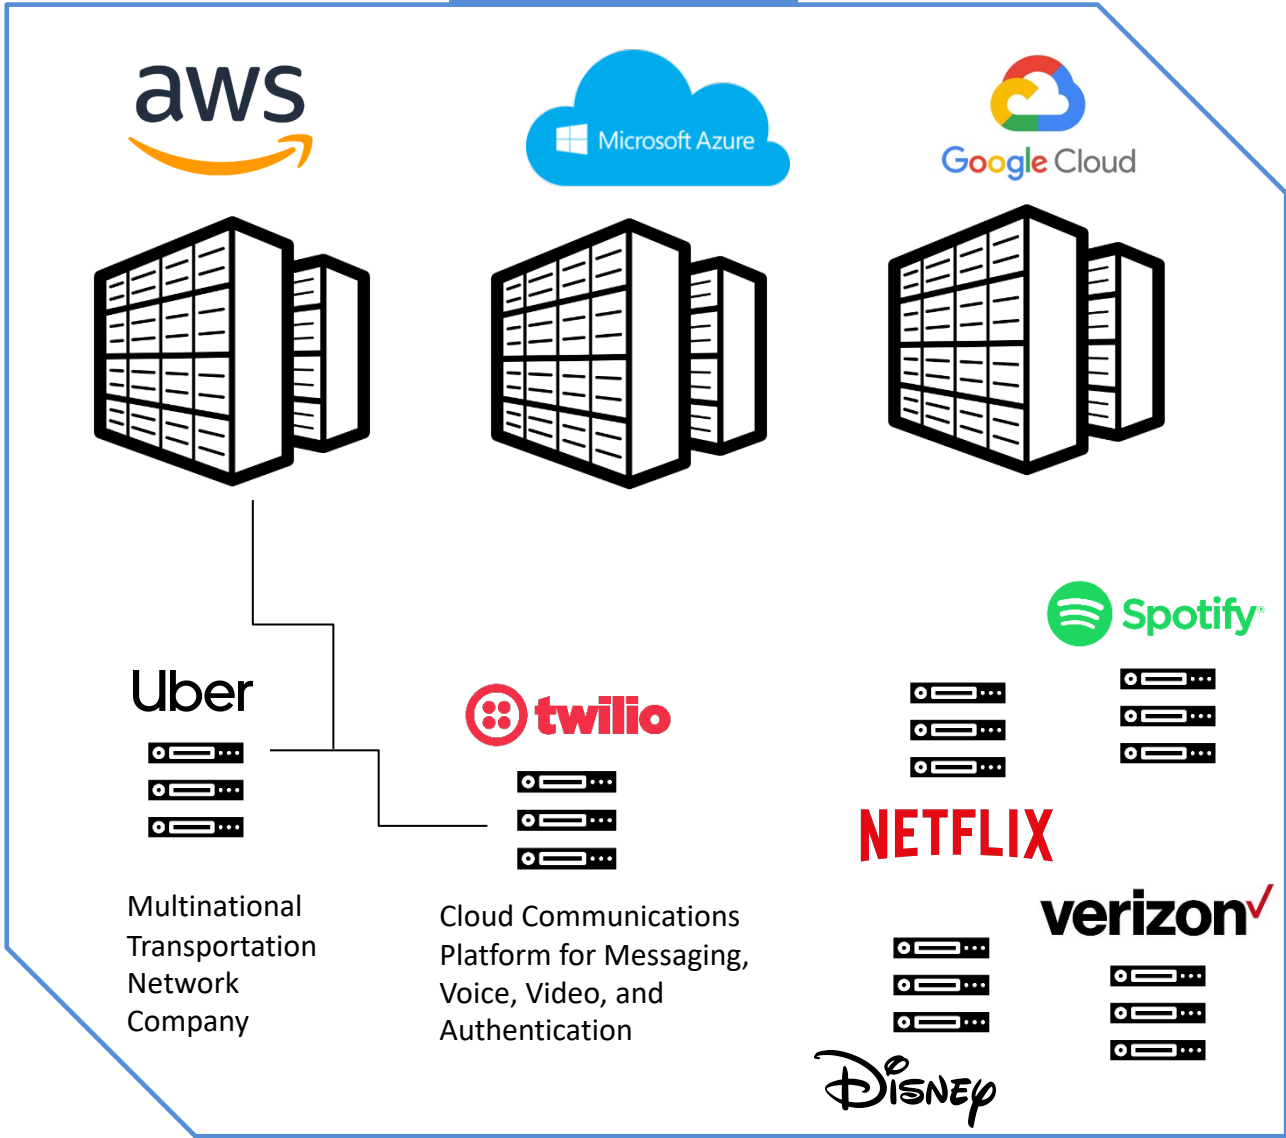 aws
Microsoft Azure
Google Cloud
Spotify®
Uber
twilio
NETFLIX
Multinational
Transportation
Network
Company
Cloud Communications
Platform for Messaging,
Voice, Video, and
Authentication
verizon
Disney